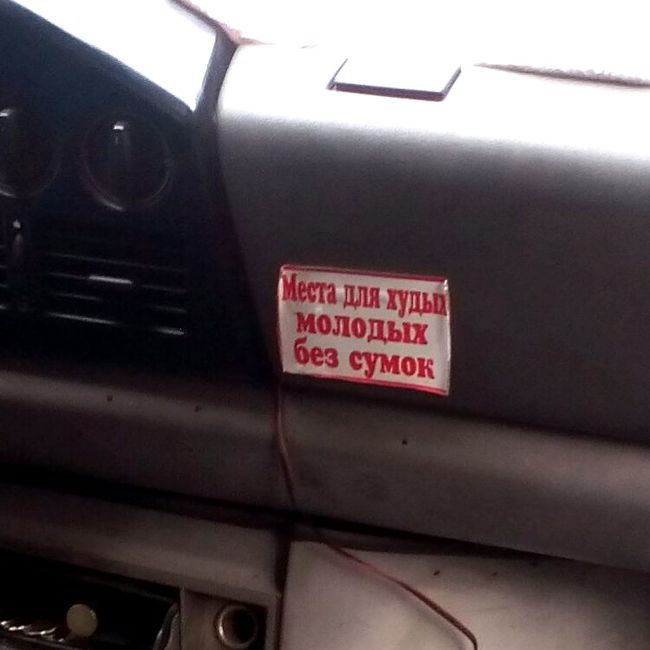 Места для худых
молодых
без сумок